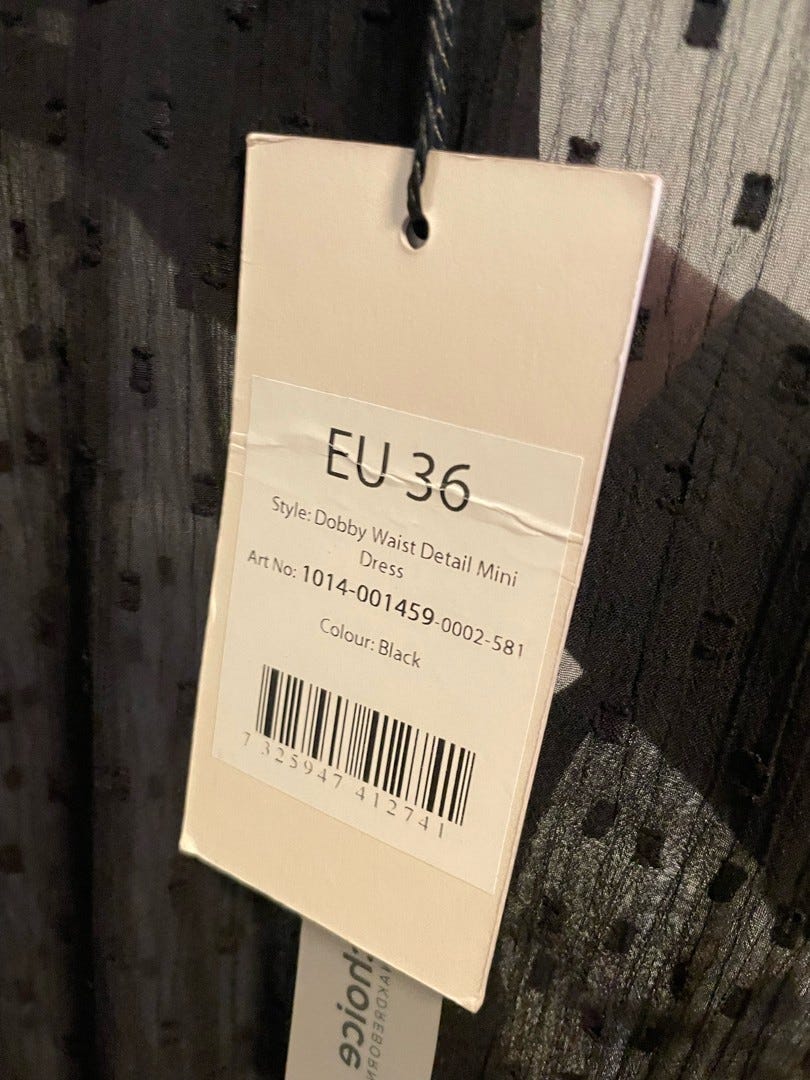 EU 36
Style: Dobby Waist Detail Mini
Dress
Art No: 1014-001459-0002-581
Colour: Black
7 325947 412741
choice